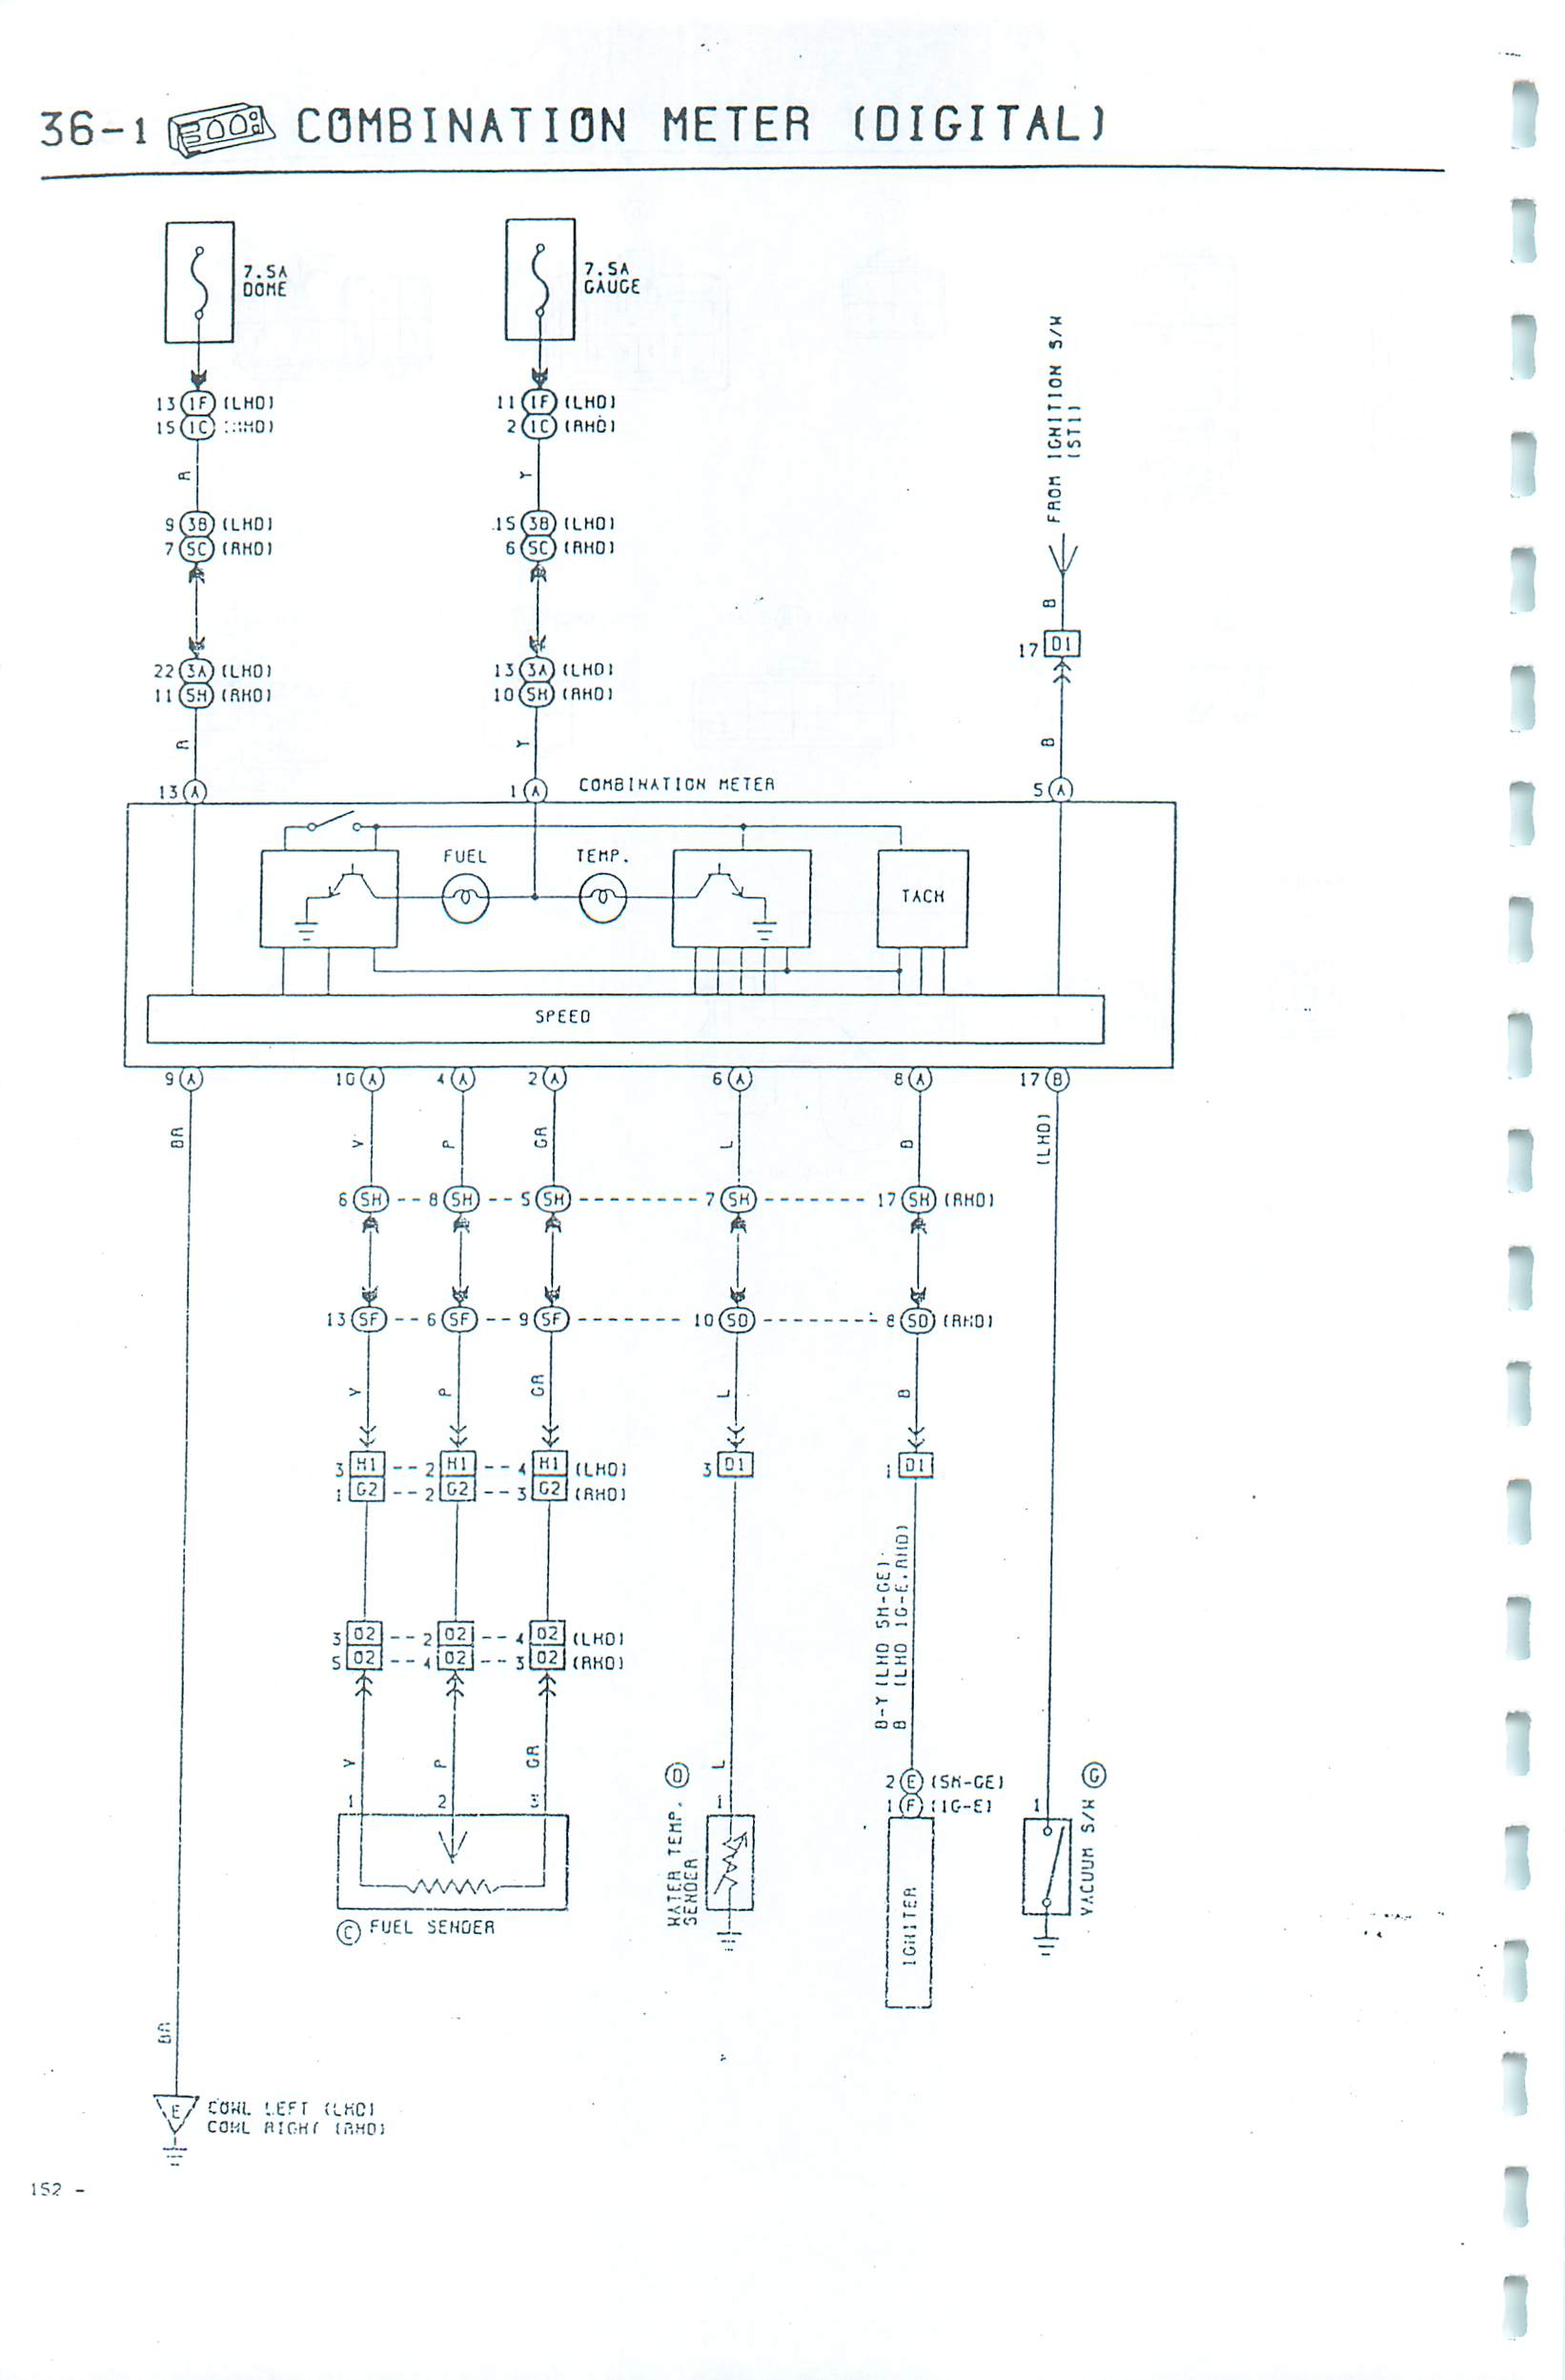 36-1 COMBINATION METER (DIGITAL)
7.5A
DOME
7.5A
GAUGE
FROM IGNITION S/W
(ST1)
13 1F (LHD)
15 1C
11 1F (LHD)
2 1C (RHD)
R
Y
9 3B (LHD)
7 5C (RHD)
15 3B (LHD)
6 5C (RHD)
B
17 D1
22 3A (LHD)
11 5H (RHD)
13 3A (LHD)
10 5H (RHD)
R
Y
B
13 A
1 A
COMBINATION METER
5 A
FUEL
TEMP.
TACH
SPEED
9 A
10 A
4 A
2 A
6 A
8 A
17 B
BR
Y
P
GR
L
B
(LHD)
6 5H -- 8 5H -- 5 5H -------- 7 5H ------- 17 5H (RHD)
13 5F -- 6 5F -- 9 5F ------- 10 5D -------- 8 5D (RHD)
Y
P
GR
L
B
3 H1 -- 2 H1 -- 4 H1 (LHD)
1 G2 -- 2 G2 -- 3 G2 (RHD)
3 D1
1 D1
B-Y (LHD 5M-GE)
B (LHD 1G-E, RHD)
3 O2 -- 2 O2 -- 4 O2 (LHD)
5 O2 -- 4 O2 -- 3 O2 (RHD)
Y
P
GR
L
1
2
3
1
2 E (5M-GE)
1 F (1G-E)
1
C FUEL SENDER
D WATER TEMP.
SENDER
IGNITER
G VACUUM S/W
BR
E
COWL LEFT (LHD)
COWL RIGHT (RHD)
152 -